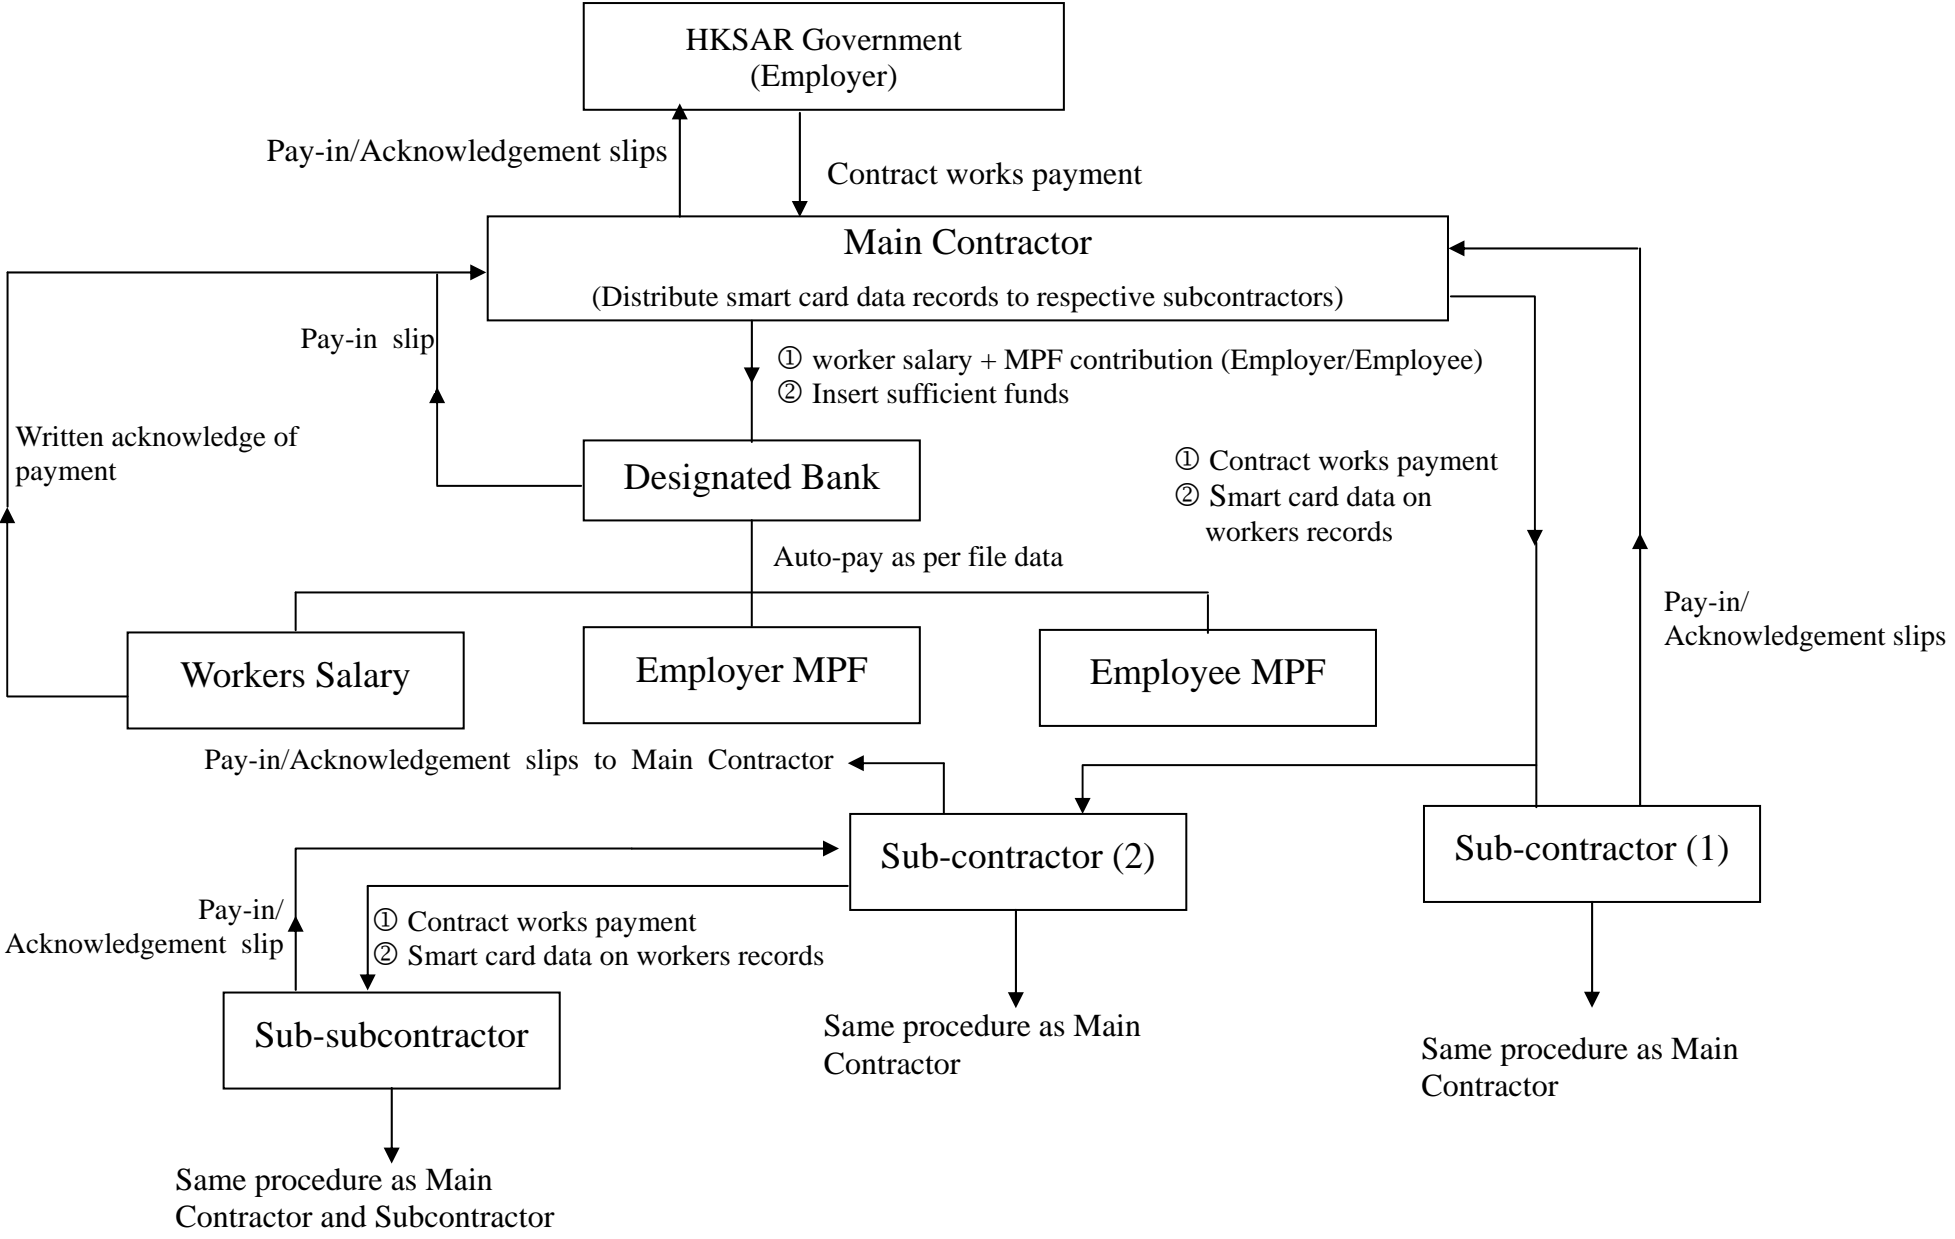 HKSAR Government
(Employer)
Pay-in/Acknowledgement slips
Contract works payment
Main Contractor
(Distribute smart card data records to respective subcontractors)
Pay-in slip
① worker salary + MPF contribution (Employer/Employee)
② Insert sufficient funds
Written acknowledge of
payment
Designated Bank
① Contract works payment
② Smart card data on
workers records
Auto-pay as per file data
Pay-in/
Acknowledgement slips
Workers Salary
Employer MPF
Employee MPF
Pay-in/Acknowledgement slips to Main Contractor
Sub-contractor (2)
Sub-contractor (1)
Pay-in/
Acknowledgement slip
① Contract works payment
② Smart card data on workers records
Sub-subcontractor
Same procedure as Main
Contractor
Same procedure as Main
Contractor
Same procedure as Main
Contractor and Subcontractor